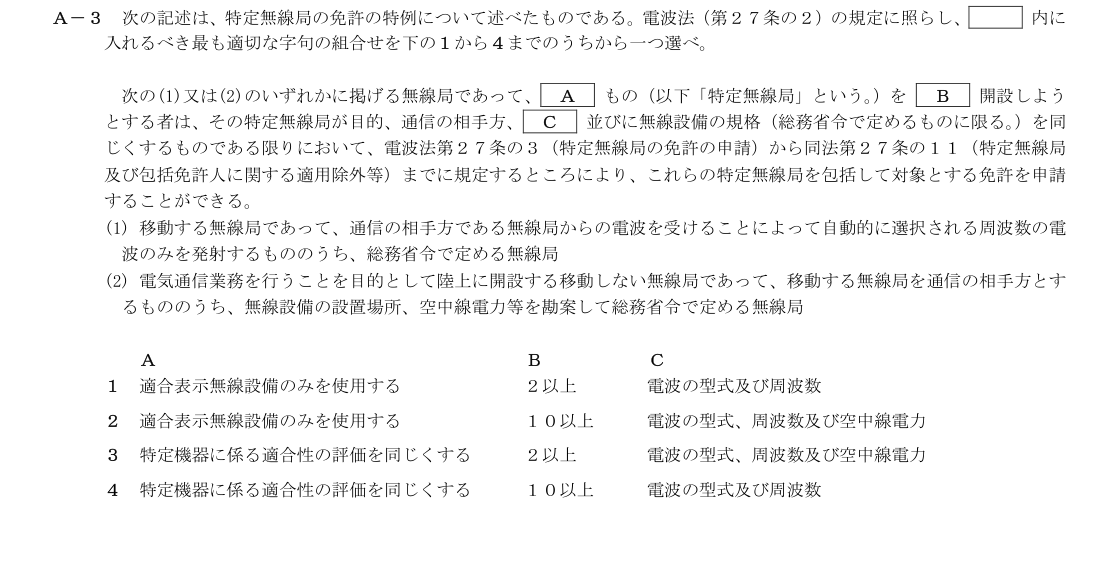 A－3 次の記述は、特定無線局の免許の特例について述べたものである。電波法（第２７条の２）の規定に照らし、 内に
入れるべき最も適切な字句の組合せを下の1から4までのうちから一つ選べ。
次の(1)又は(2)のいずれかに掲げる無線局であって、 A もの（以下「特定無線局」という。）を B 開設しよう
とする者は、その特定無線局が目的、通信の相手方、 C 並びに無線設備の規格（総務省令で定めるものに限る。）を同
じくするものである限りにおいて、電波法第２７条の３（特定無線局の免許の申請）から同法第２７条の１１（特定無線局
及び包括免許人に関する適用除外等）までに規定するところにより、これらの特定無線局を包括して対象とする免許を申請
することができる。
(1) 移動する無線局であって、通信の相手方である無線局からの電波を受けることによって自動的に選択される周波数の電
波のみを発射するもののうち、総務省令で定める無線局
(2) 電気通信業務を行うことを目的として陸上に開設する移動しない無線局であって、移動する無線局を通信の相手方とす
るもののうち、無線設備の設置場所、空中線電力等を勘案して総務省令で定める無線局
A B C
1 適合表示無線設備のみを使用する ２以上 電波の型式及び周波数
2 適合表示無線設備のみを使用する １０以上 電波の型式、周波数及び空中線電力
3 特定機器に係る適合性の評価を同じくする ２以上 電波の型式、周波数及び空中線電力
4 特定機器に係る適合性の評価を同じくする １０以上 電波の型式及び周波数